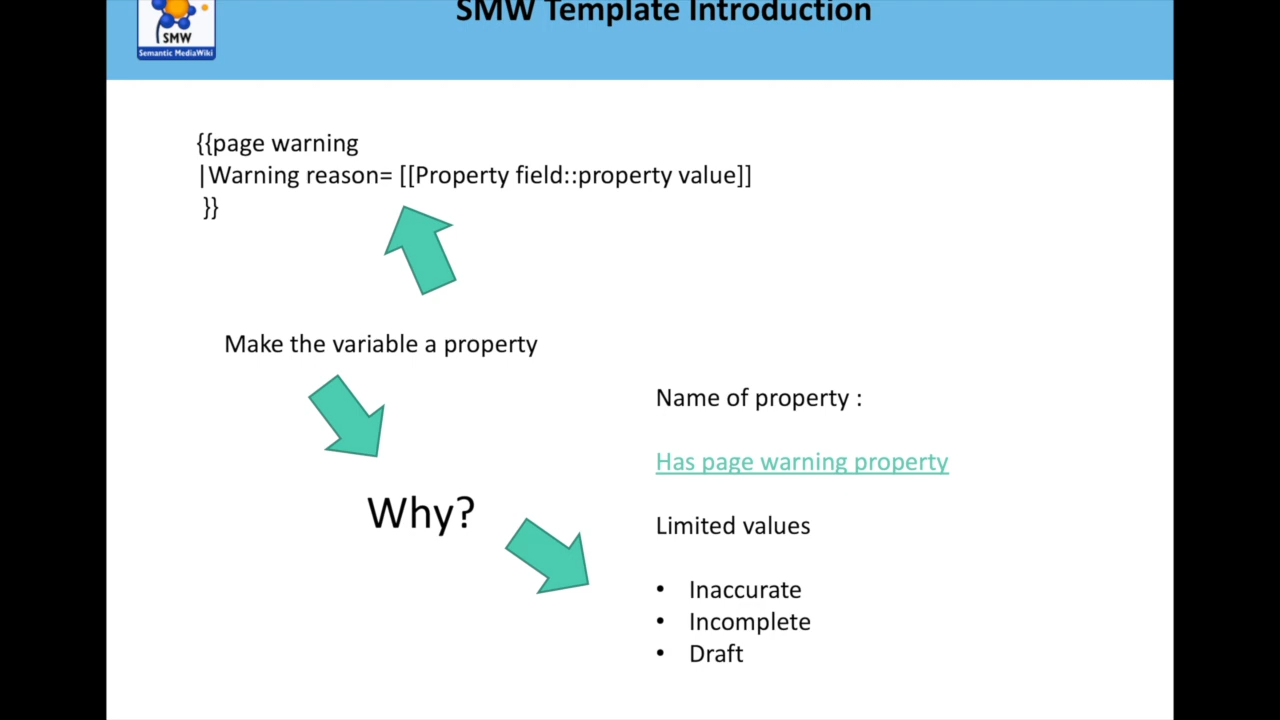 SMW Template Introduction
SMW
Semantic MediaWiki
{{page warning
|Warning reason= [[Property field::property value]]
}}
Make the variable a property
Name of property :
Has page warning property
Why?
Limited values
• Inaccurate
• Incomplete
• Draft